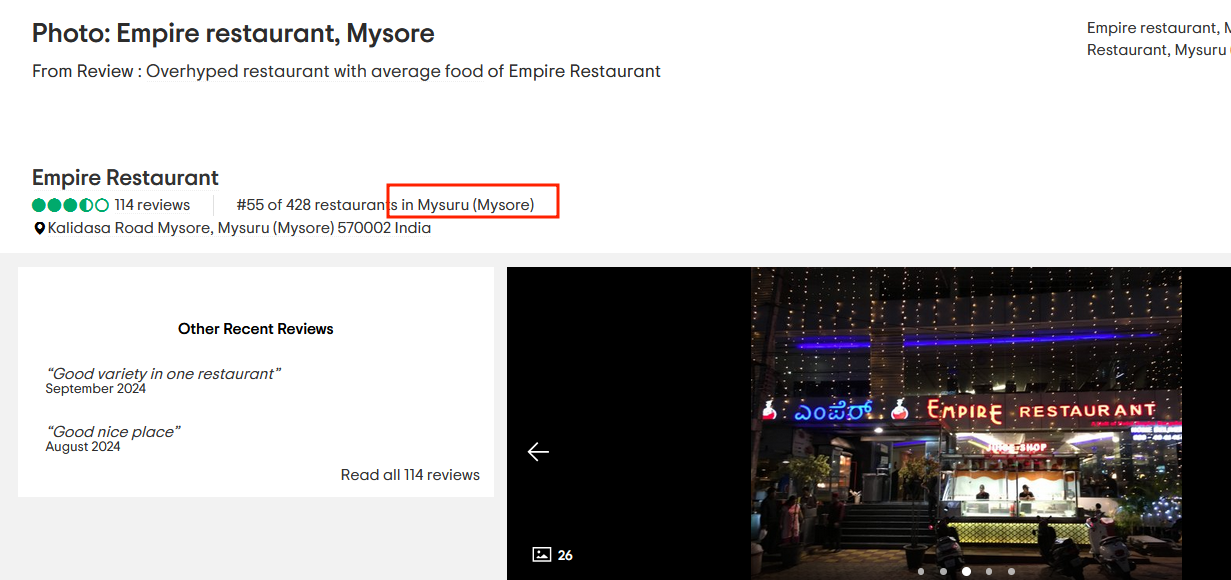 Photo: Empire restaurant, Mysore
From Review : Overhyped restaurant with average food of Empire Restaurant
Empire restaurant,
Restaurant, Mysuru
Empire Restaurant
114 reviews
#55 of 428 restaurants in Mysuru (Mysore)
Kalidasa Road Mysore, Mysuru (Mysore) 570002 India
Other Recent Reviews
“Good variety in one restaurant”
September 2024
“Good nice place”
August 2024
Read all 114 reviews
ಎಂಪೆರ್
EMPIRE RESTAURANT
JUICE SHOP
26